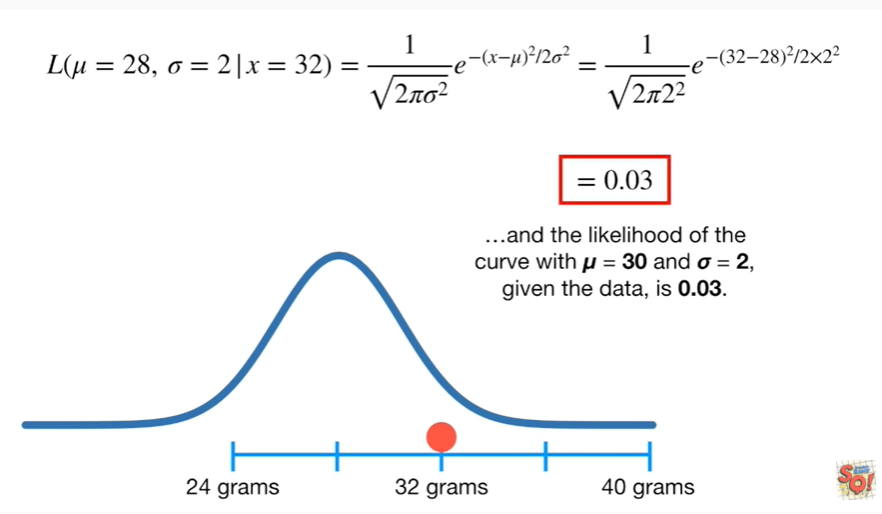 L(μ = 28, σ = 2 | x = 32) = 1/√(2πσ²) e^{−(x−μ)²/2σ²} = 1/√(2π2²) e^{−(32−28)²/2×2²}
= 0.03
…and the likelihood of the
curve with μ = 30 and σ = 2,
given the data, is 0.03.
24 grams 32 grams 40 grams
SQ!